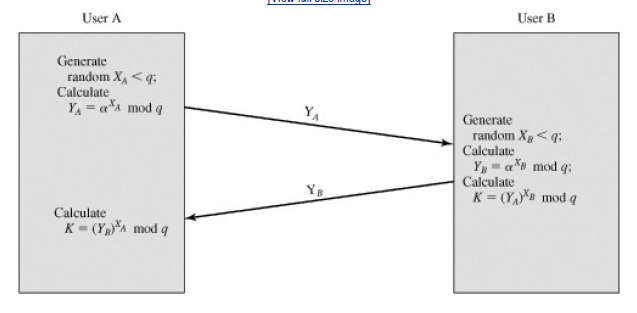 User A
User B
Generate
random X_A < q;
Calculate
Y_A = α^{X_A} mod q
Y_A
Generate
random X_B < q;
Calculate
Y_B = α^{X_B} mod q;
Calculate
K = (Y_A)^{X_B} mod q
Y_B
Calculate
K = (Y_B)^{X_A} mod q